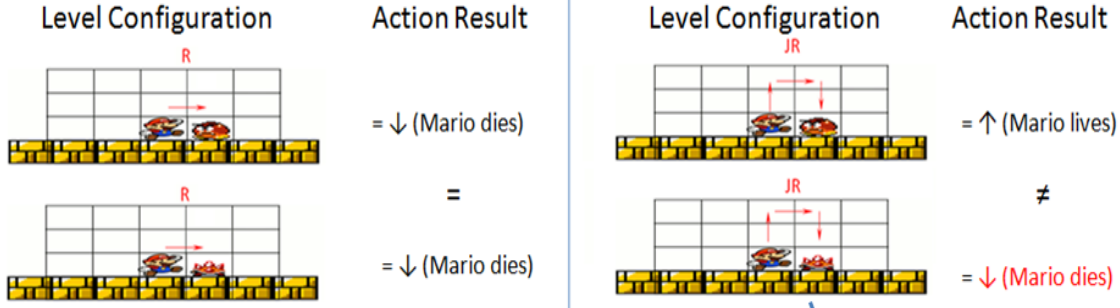 Level Configuration Action Result
R
= ↓ (Mario dies)
=
R
= ↓ (Mario dies)
Level Configuration Action Result
JR
= ↑ (Mario lives)
≠
JR
= ↓ (Mario dies)